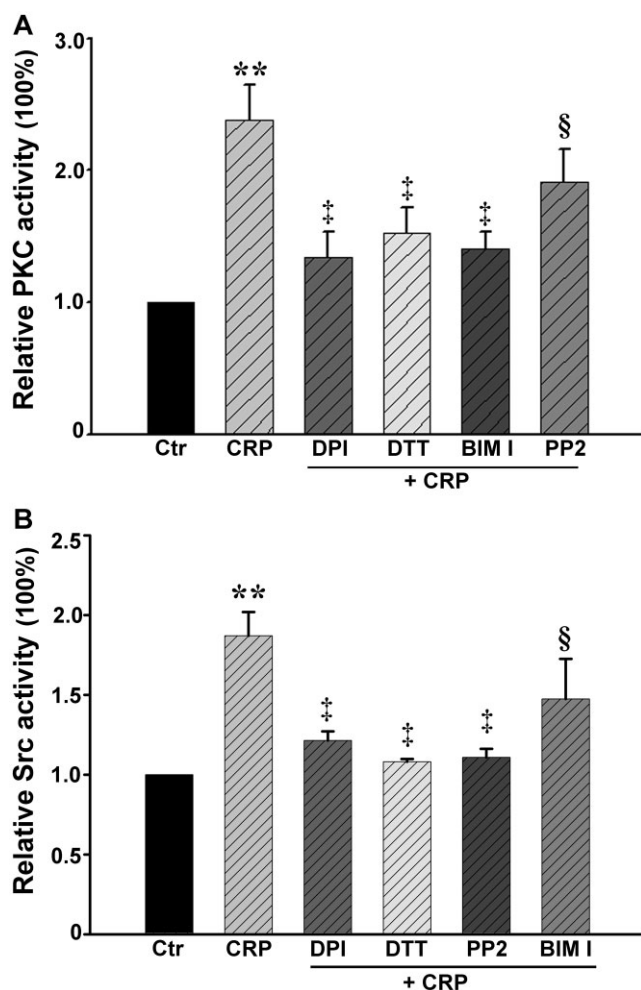 A
Relative PKC activity (100%)
3.0
2.0
1.0
0
**
‡
‡
‡
§
Ctr CRP DPI DTT BIM I PP2
+ CRP
B
Relative Src activity (100%)
2.5
2.0
1.5
1.0
0.5
0
**
‡
‡
‡
§
Ctr CRP DPI DTT PP2 BIM I
+ CRP